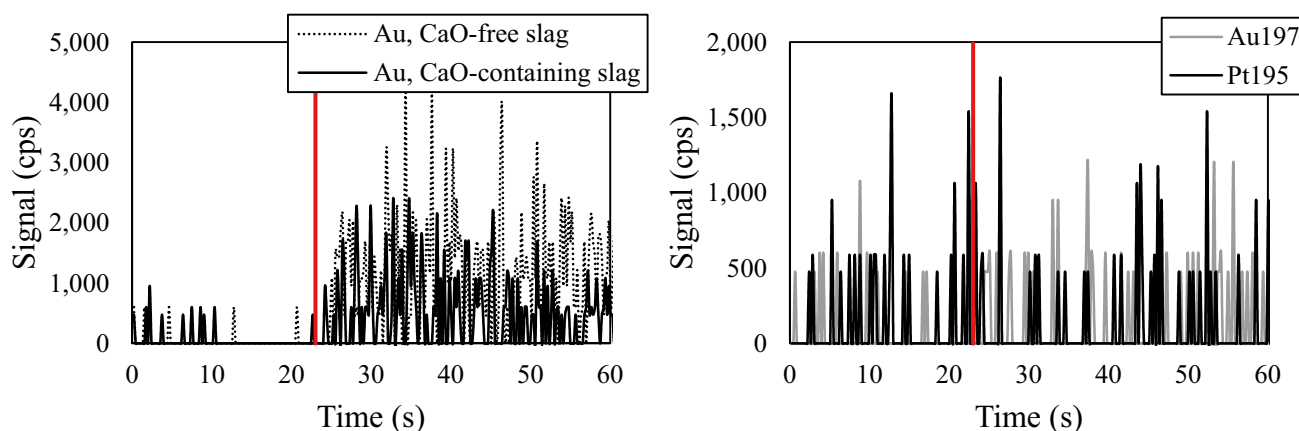 Au, CaO-free slag
Au, CaO-containing slag
5,000
4,000
3,000
2,000
1,000
0
Signal (cps)
0 10 20 30 40 50 60
Time (s)
Au197
Pt195
2,000
1,500
1,000
500
0
Signal (cps)
0 10 20 30 40 50 60
Time (s)